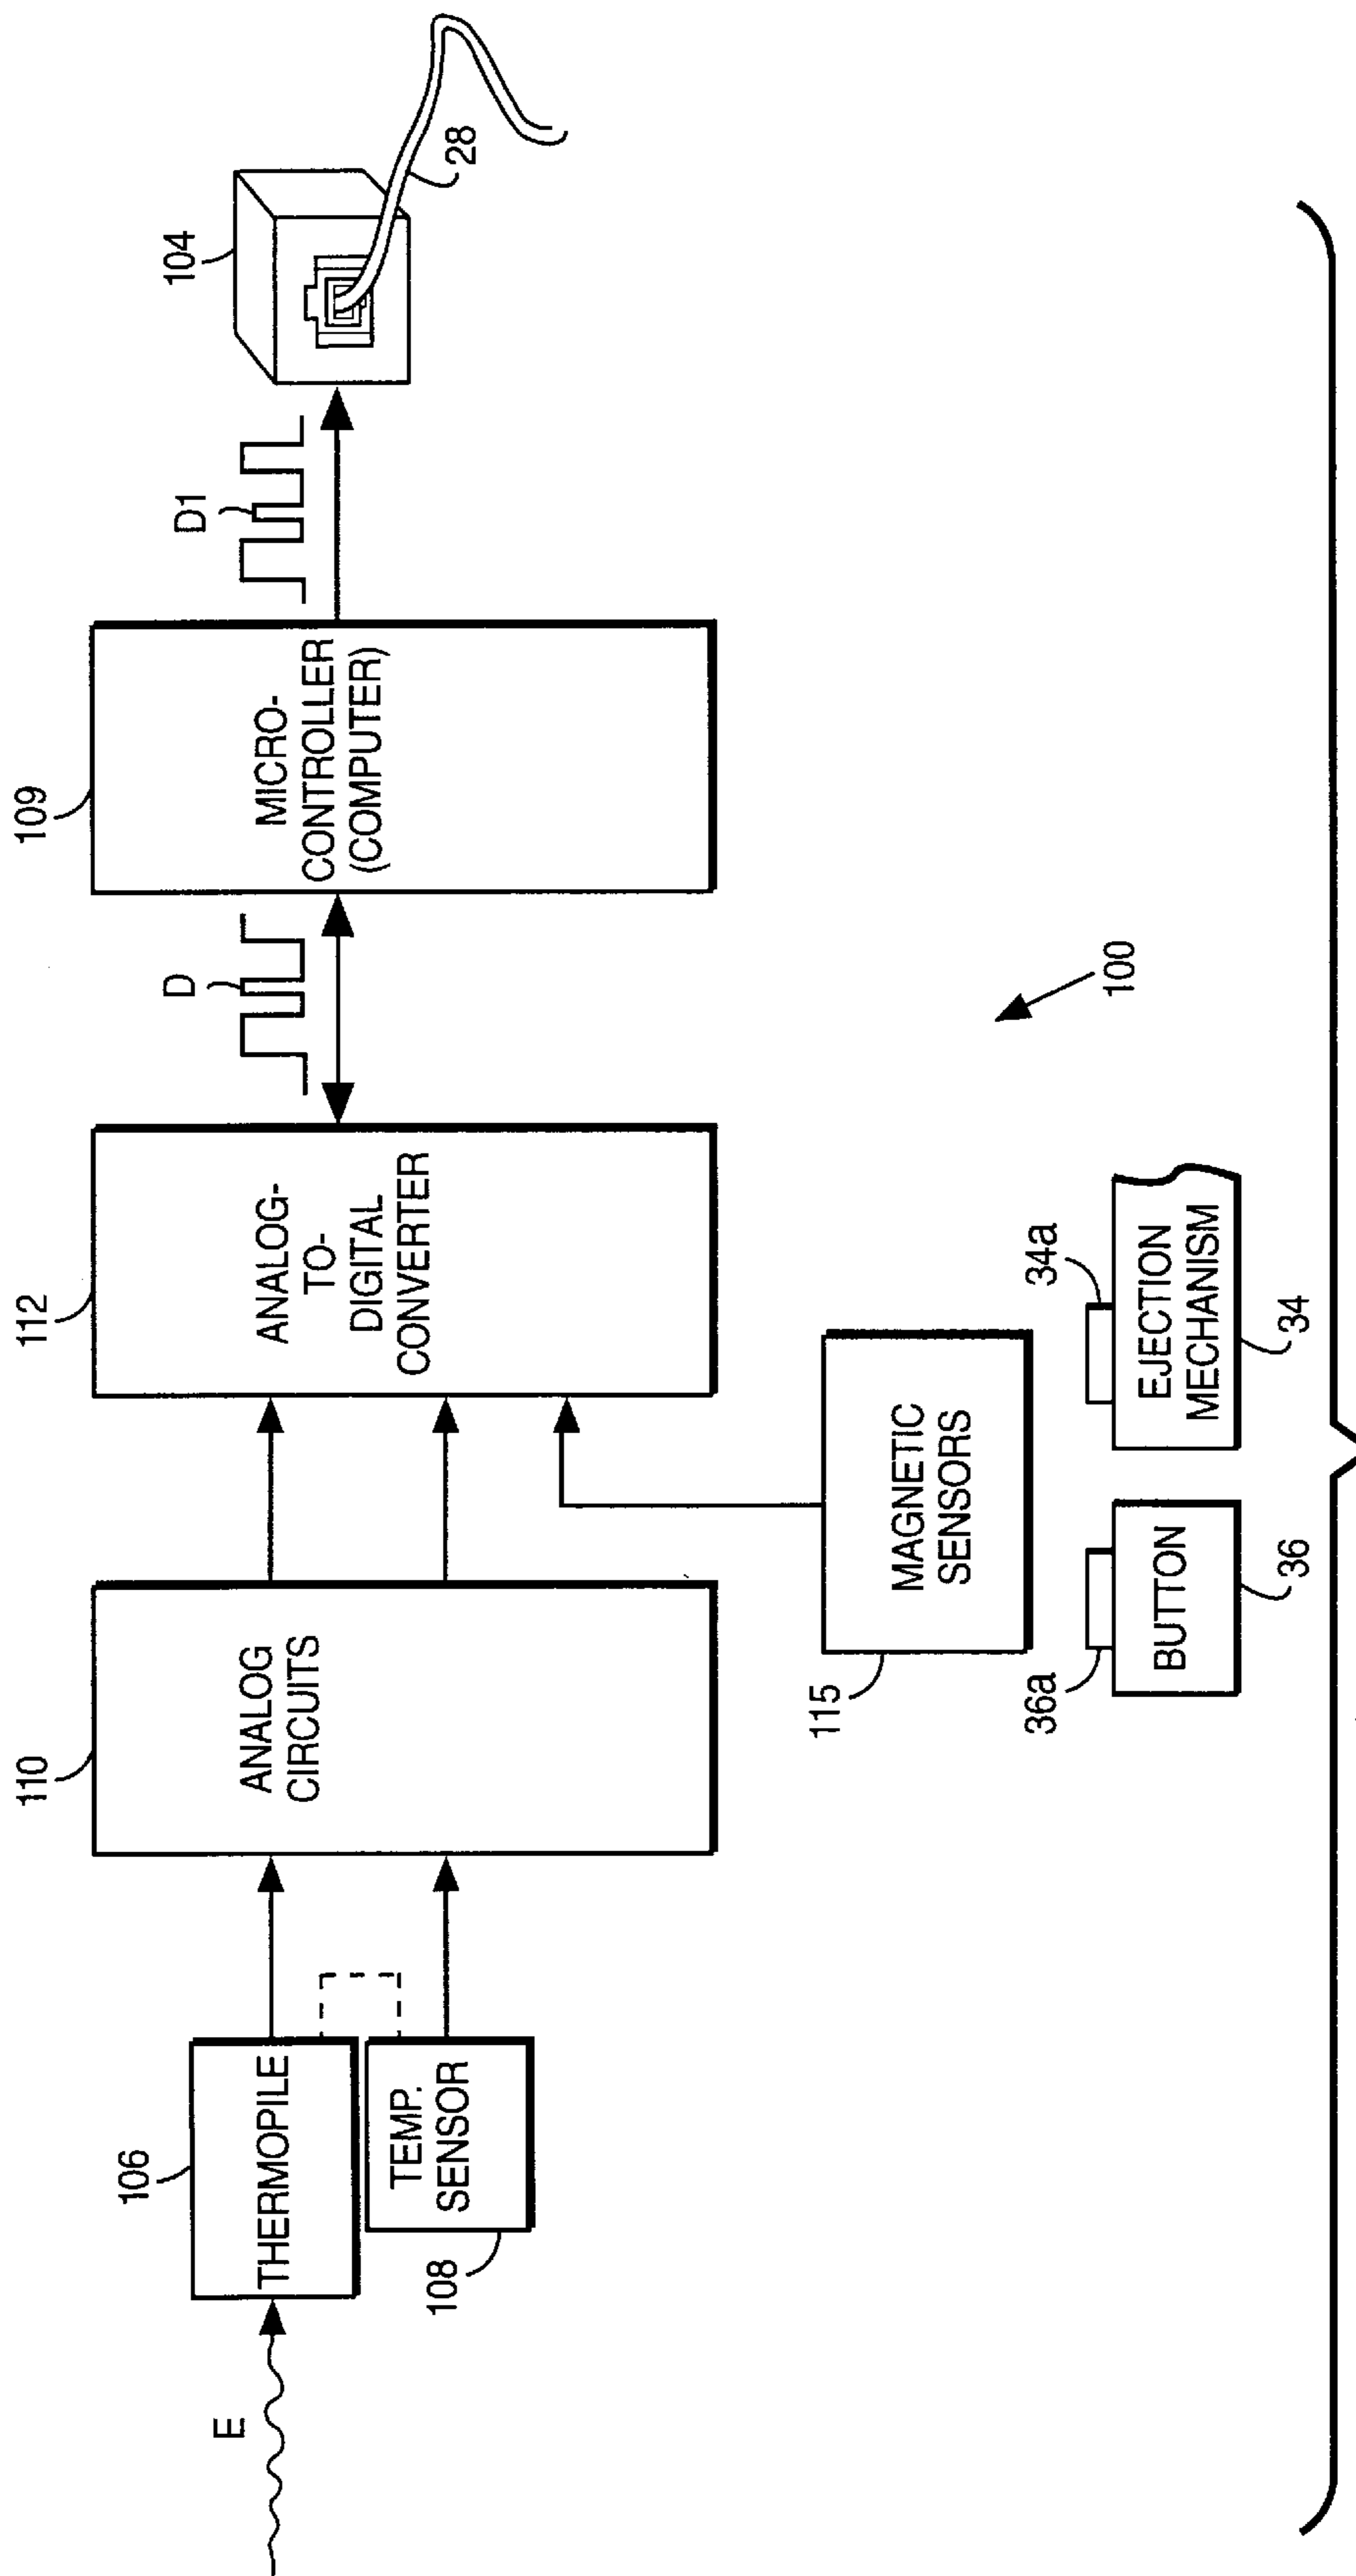 E
106
THERMOPILE
108
TEMP.
SENSOR
110
ANALOG
CIRCUITS
112
ANALOG-
TO-
DIGITAL
CONVERTER
D
109
MICRO-
CONTROLLER
(COMPUTER)
D1
104
28
115
MAGNETIC
SENSORS
100
36a
BUTTON
36
34a
EJECTION
MECHANISM
34